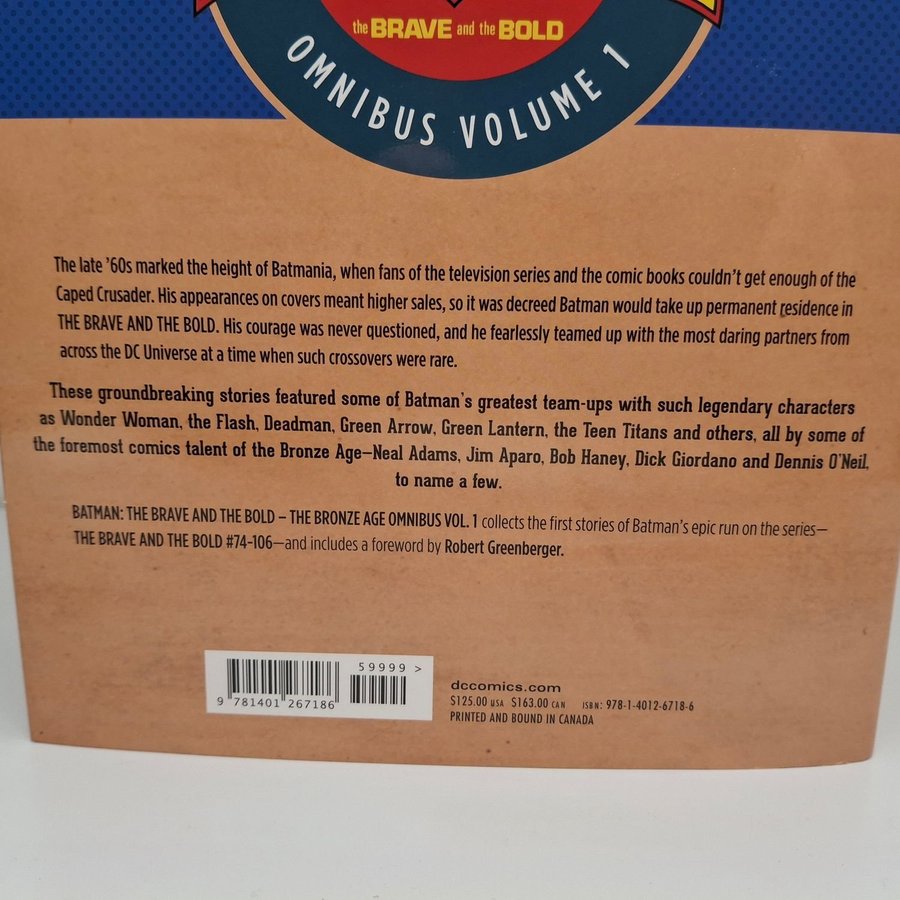 the BRAVE and the BOLD
OMNIBUS VOLUME 1
The late ’60s marked the height of Batmania, when fans of the television series and the comic books couldn’t get enough of the
Caped Crusader. His appearances on covers meant higher sales, so it was decreed Batman would take up permanent residence in
THE BRAVE AND THE BOLD. His courage was never questioned, and he fearlessly teamed up with the most daring partners from
across the DC Universe at a time when such crossovers were rare.
These groundbreaking stories featured some of Batman’s greatest team-ups with such legendary characters
as Wonder Woman, the Flash, Deadman, Green Arrow, Green Lantern, the Teen Titans and others, all by some of
the foremost comics talent of the Bronze Age—Neal Adams, Jim Aparo, Bob Haney, Dick Giordano and Dennis O’Neil,
to name a few.
BATMAN: THE BRAVE AND THE BOLD – THE BRONZE AGE OMNIBUS VOL. 1 collects the first stories of Batman’s epic run on the series—
THE BRAVE AND THE BOLD #74-106—and includes a foreword by Robert Greenberger.
59999 >
9 781401 267186
dccomics.com
$125.00 USA $163.00 CAN ISBN: 978-1-4012-6718-6
PRINTED AND BOUND IN CANADA